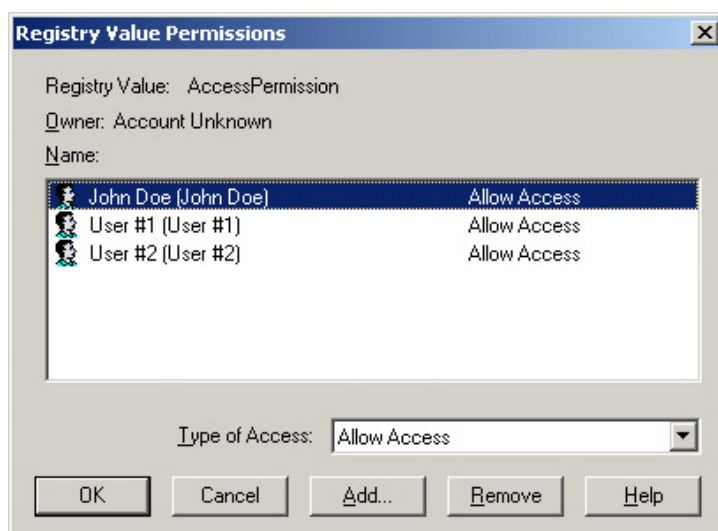 Registry Value Permissions
Registry Value: AccessPermission
Owner: Account Unknown
Name:
John Doe (John Doe) Allow Access
User #1 (User #1) Allow Access
User #2 (User #2) Allow Access
Type of Access: Allow Access
OK Cancel Add... Remove Help